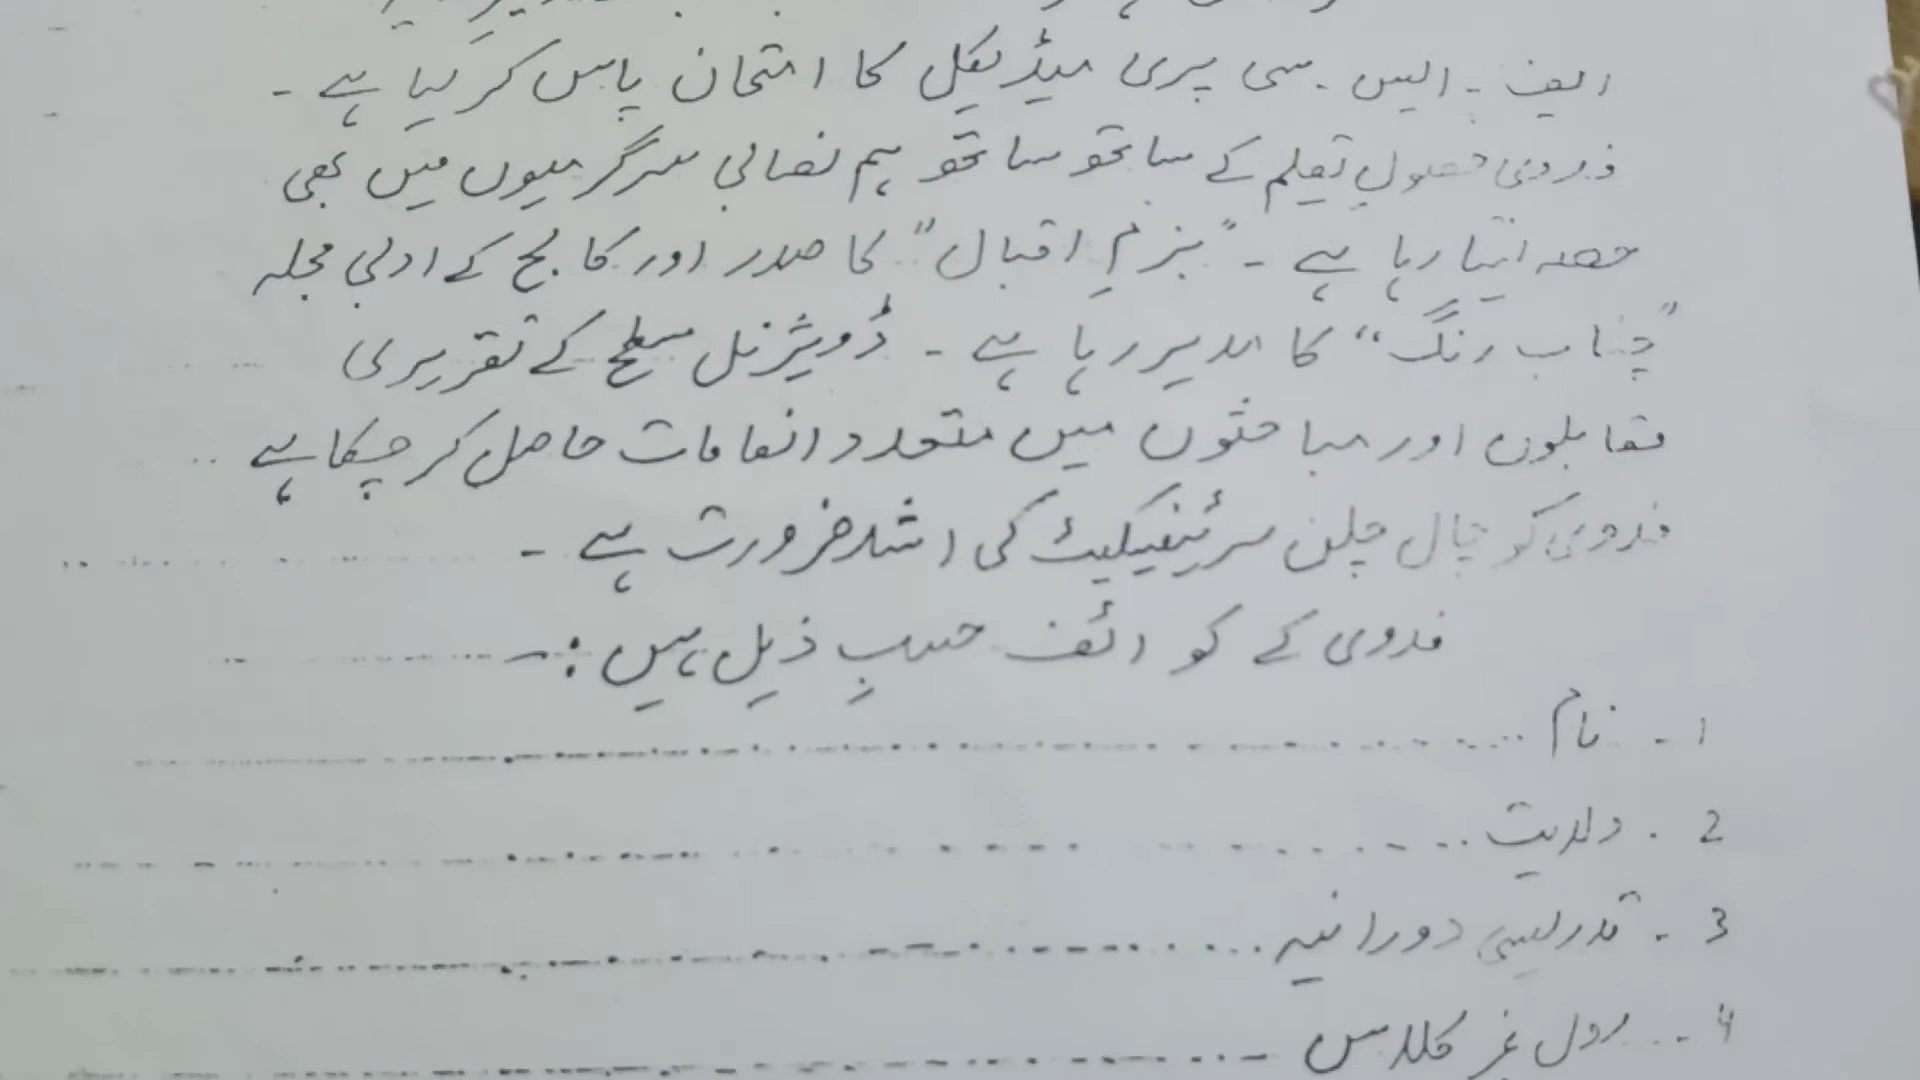 ایف۔ ایس۔ سی پری میڈیکل کا امتحان پاس کر لیا ہے۔
فدوی حصولِ تعلیم کے ساتھ ساتھ ہم نصابی سرگرمیوں میں بھی
حصہ لیتا رہا ہے۔ "بزمِ اقبال" کا صدر اور کالج کے ادبی مجلہ
"چناب رنگ" کا مدیر رہا ہے۔ ڈویژنل سطح کے تقریری
مقابلوں اور مباحثوں میں متعدد انعامات حاصل کر چکا ہے
فدوی کو چال چلن سرٹیفیکیٹ کی اشد ضرورت ہے۔
فدوی کے کوائف حسبِ ذیل ہیں :۔
1۔ نام ..........
2۔ ولدیت ..........
3۔ تدریسی دورانیہ ..........
4۔ رول نمبر کلاس ..........